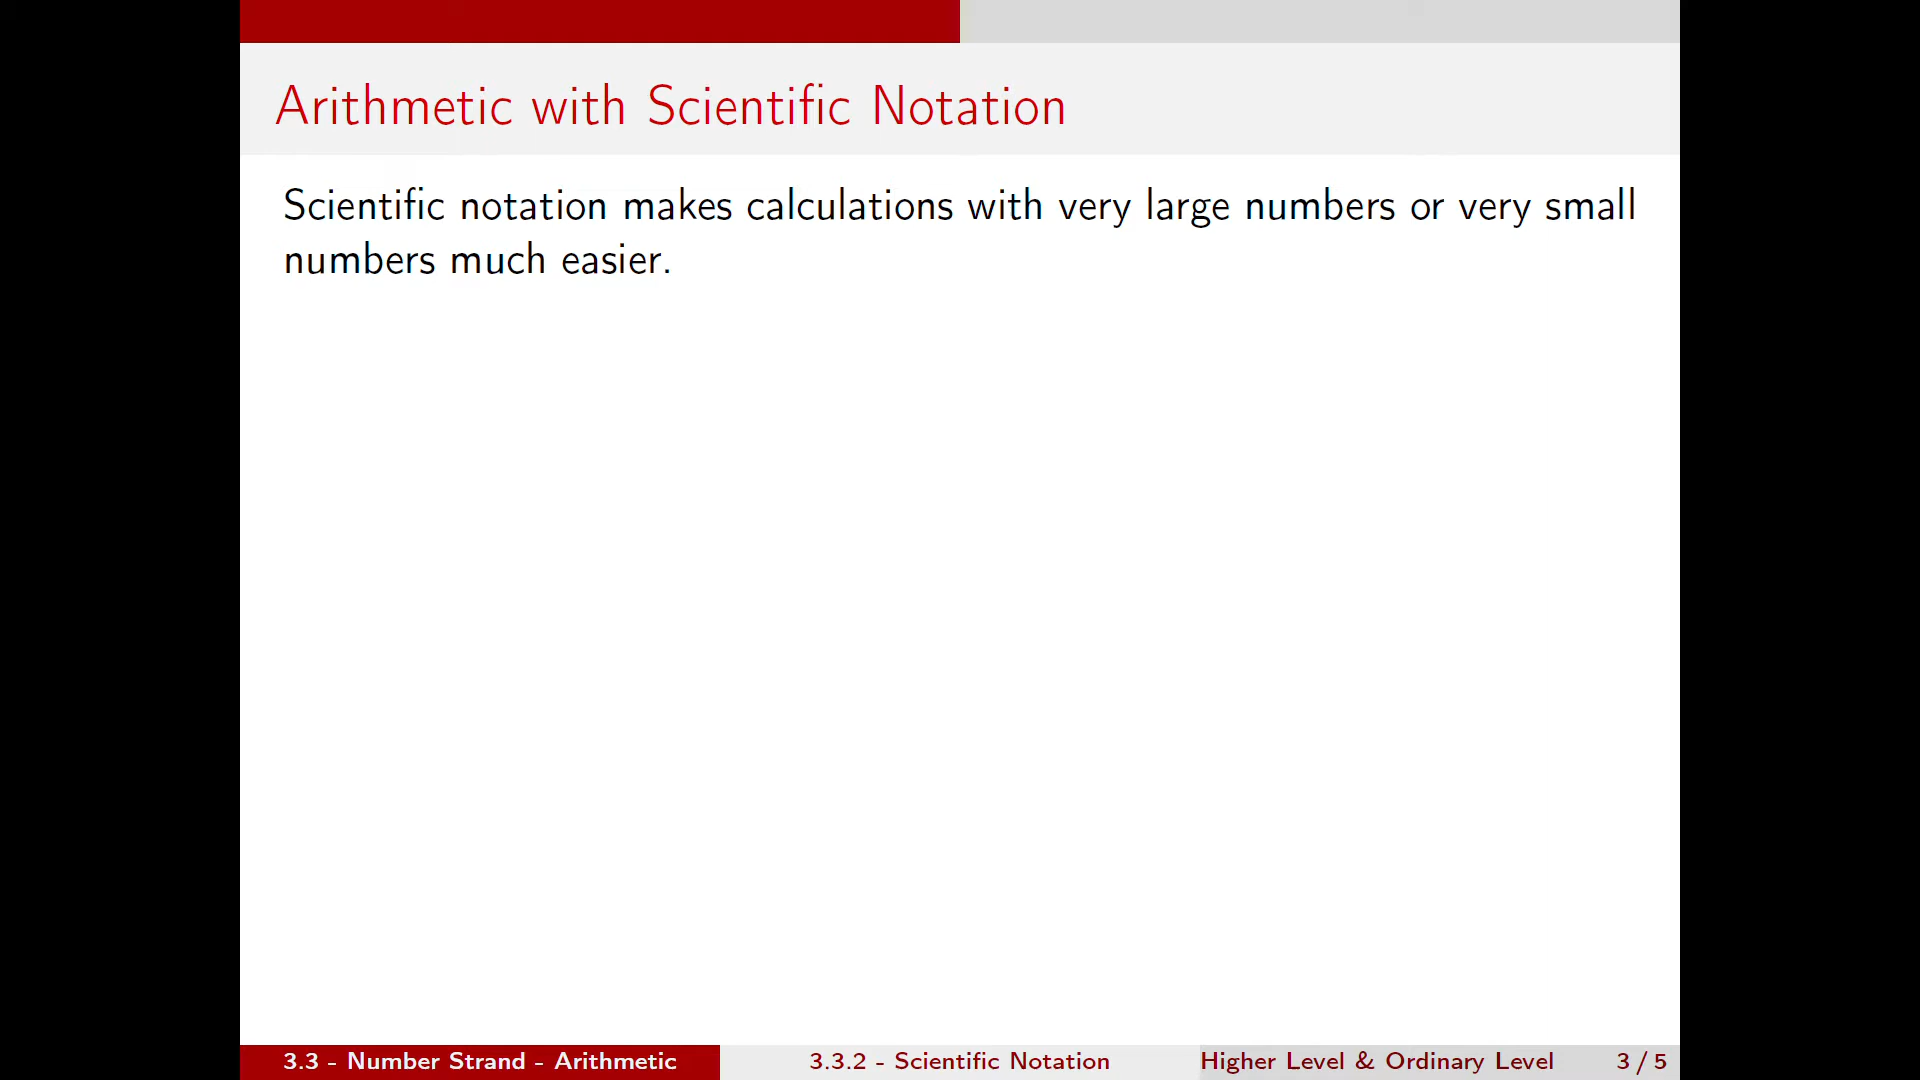 Arithmetic with Scientific Notation
Scientific notation makes calculations with very large numbers or very small
numbers much easier.
3.3 - Number Strand - Arithmetic
3.3.2 - Scientific Notation
Higher Level & Ordinary Level
3 / 5